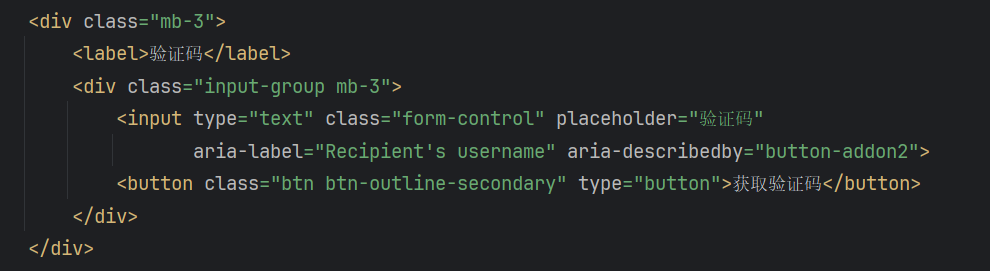 <div class="mb-3">
<label>验证码</label>
<div class="input-group mb-3">
<input type="text" class="form-control" placeholder="验证码"
aria-label="Recipient's username" aria-describedby="button-addon2">
<button class="btn btn-outline-secondary" type="button">获取验证码</button>
</div>
</div>